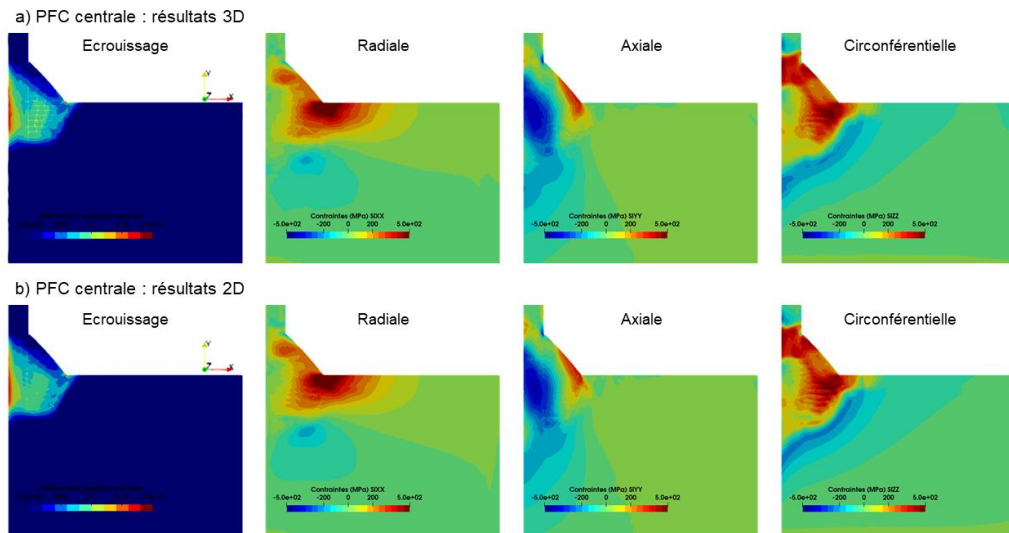 a) PFC centrale : résultats 3D
Ecrouissage
Radiale
Axiale
Circonférentielle
Y
Z
X
Contraintes (MPa) SIXX
-5.0e+02 -200 0 200 5.0e+02
Contraintes (MPa) SIYY
-5.0e+02 -200 0 200 5.0e+02
Contraintes (MPa) SIZZ
-5.0e+02 -200 0 200 5.0e+02
b) PFC centrale : résultats 2D
Ecrouissage
Radiale
Axiale
Circonférentielle
Y
Z
X
Contraintes (MPa) SIXX
-5.0e+02 -200 0 200 5.0e+02
Contraintes (MPa) SIYY
-5.0e+02 -200 0 200 5.0e+02
Contraintes (MPa) SIZZ
-5.0e+02 -200 0 200 5.0e+02